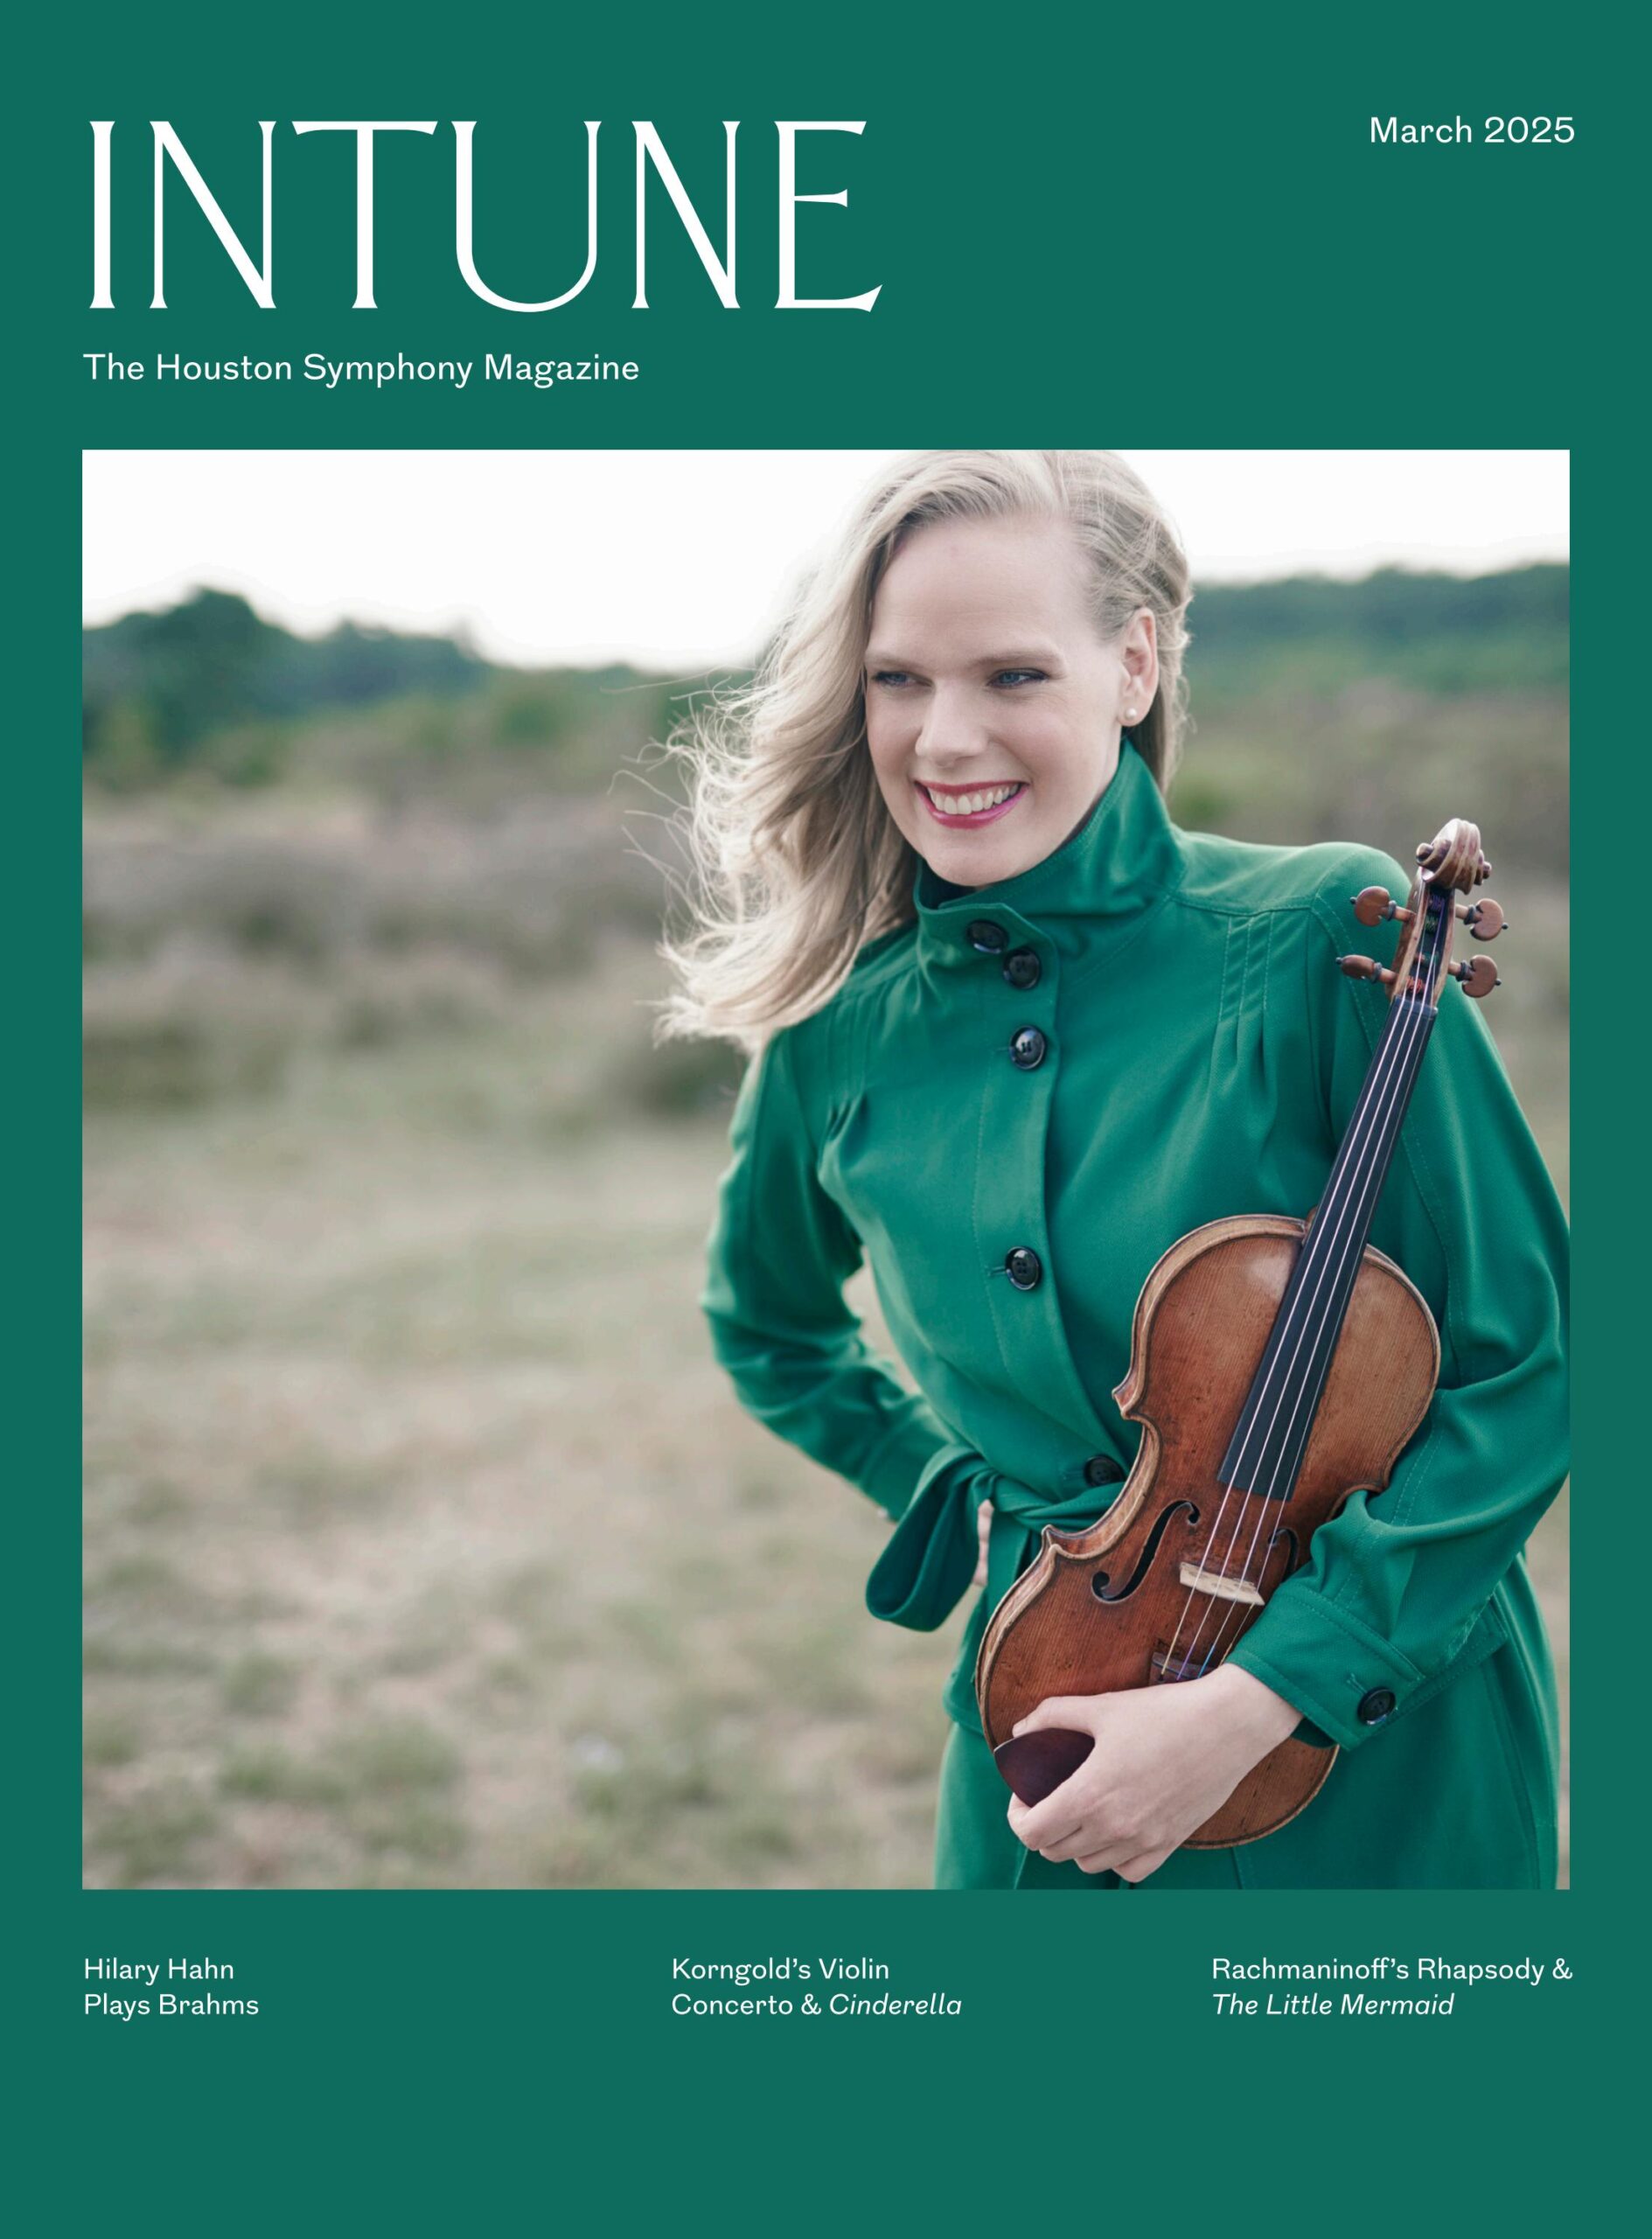 INTUNE
March 2025
The Houston Symphony Magazine
Hilary Hahn
Plays Brahms
Korngold’s Violin
Concerto & Cinderella
Rachmaninoff’s Rhapsody &
The Little Mermaid